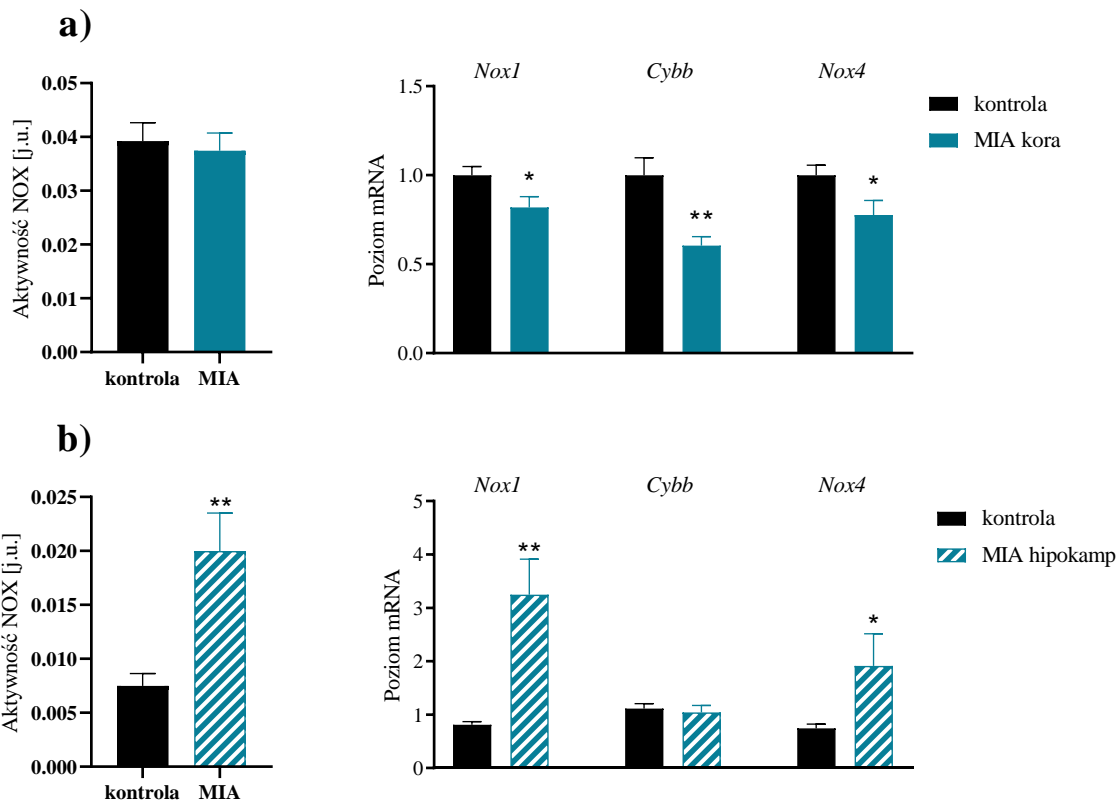 a)
Aktywność NOX [j.u.]
0.05
0.04
0.03
0.02
0.01
0.00
kontrola MIA
Poziom mRNA
1.5
1.0
0.5
0.0
Nox1 Cybb Nox4
* ** *
kontrola
MIA kora
b)
Aktywność NOX [j.u.]
0.025
0.020
0.015
0.010
0.005
0.000
**
kontrola MIA
Poziom mRNA
5
4
3
2
1
0
Nox1 Cybb Nox4
** *
kontrola
MIA hipokamp